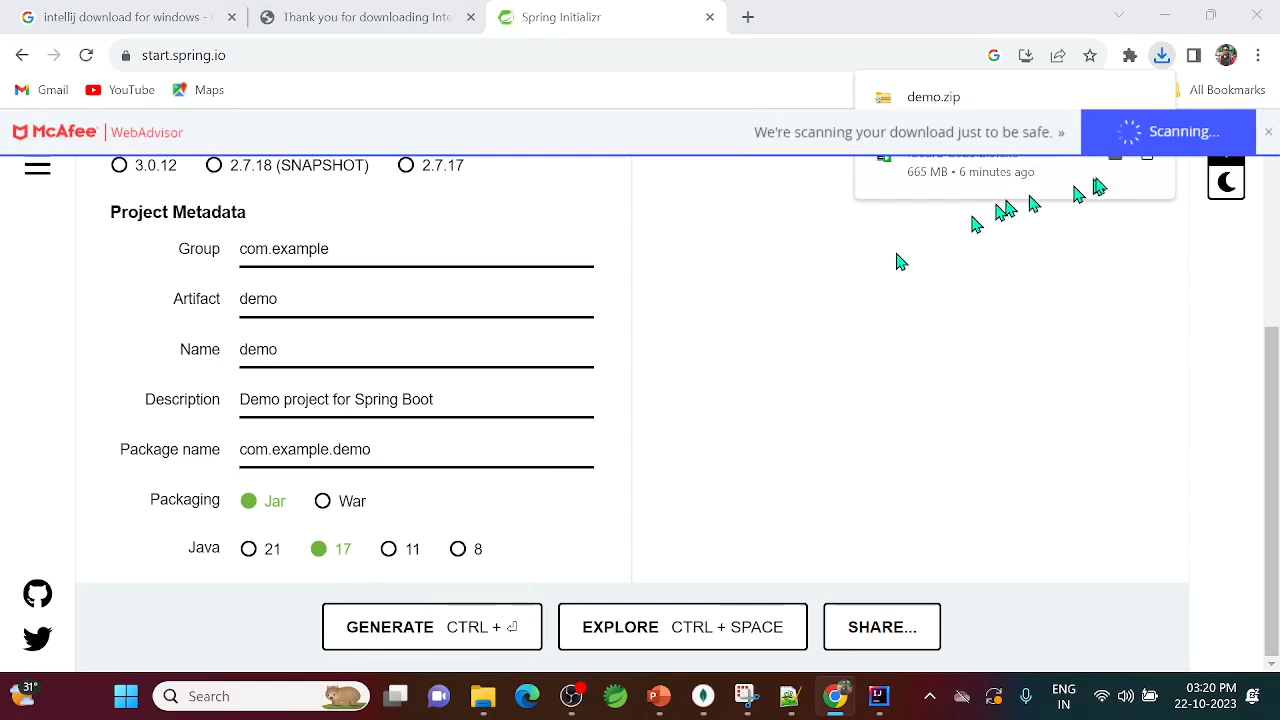 intellij download for windows -
Thank you for downloading Intel
Spring Initializr
start.spring.io
Gmail
YouTube
Maps
All Bookmarks
demo.zip
McAfee
WebAdvisor
We're scanning your download just to be safe. »
Scanning...
665 MB • 6 minutes ago
3.0.12
2.7.18 (SNAPSHOT)
2.7.17
Project Metadata
Group com.example
Artifact demo
Name demo
Description Demo project for Spring Boot
Package name com.example.demo
Packaging Jar War
Java 21 17 11 8
GENERATE CTRL + ⏎
EXPLORE CTRL + SPACE
SHARE...
31°
Search
ENG
IN
03:20 PM
22-10-2023